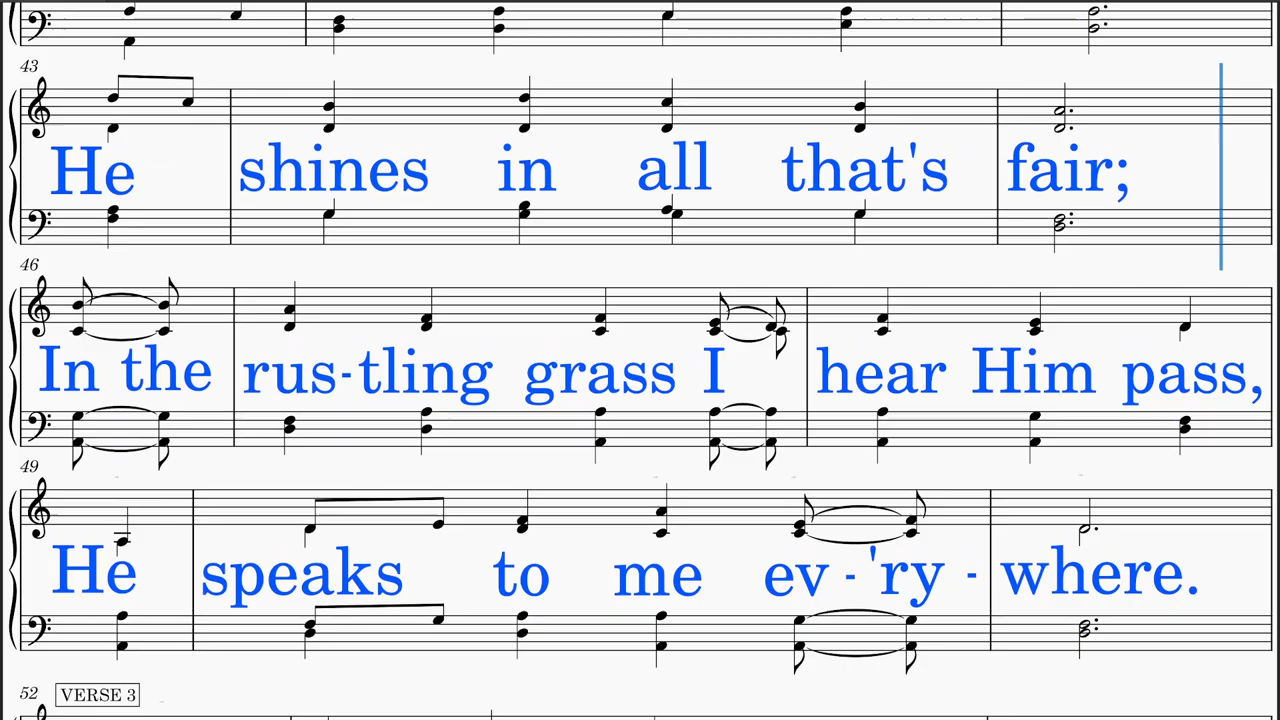 43
He shines in all that's fair;
46
In the rus-tling grass I hear Him pass,
49
He speaks to me ev-'ry-where.
52 VERSE 3